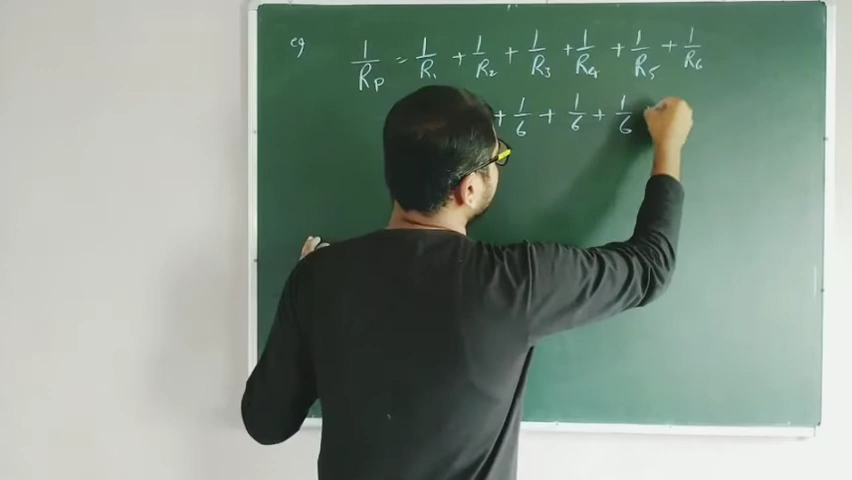 eg 1/Rp = 1/R1 + 1/R2 + 1/R3 + 1/R4 + 1/R5 + 1/R6
+ 1/6 + 1/6 + 1/6